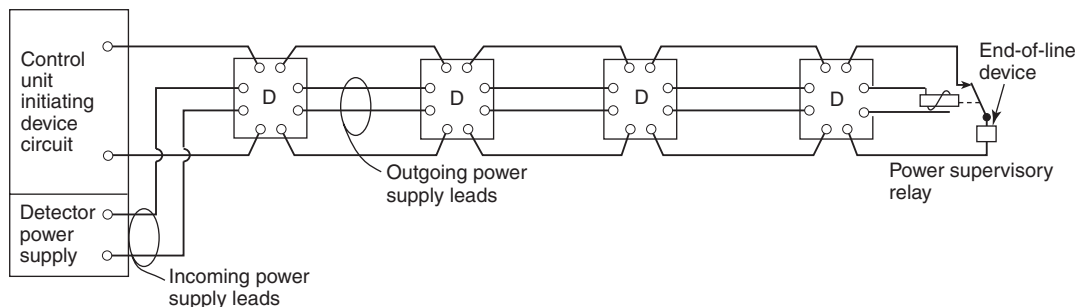 Control
unit
initiating
device
circuit
Detector
power
supply
D
D
D
D
Outgoing power
supply leads
Incoming power
supply leads
End-of-line
device
Power supervisory
relay